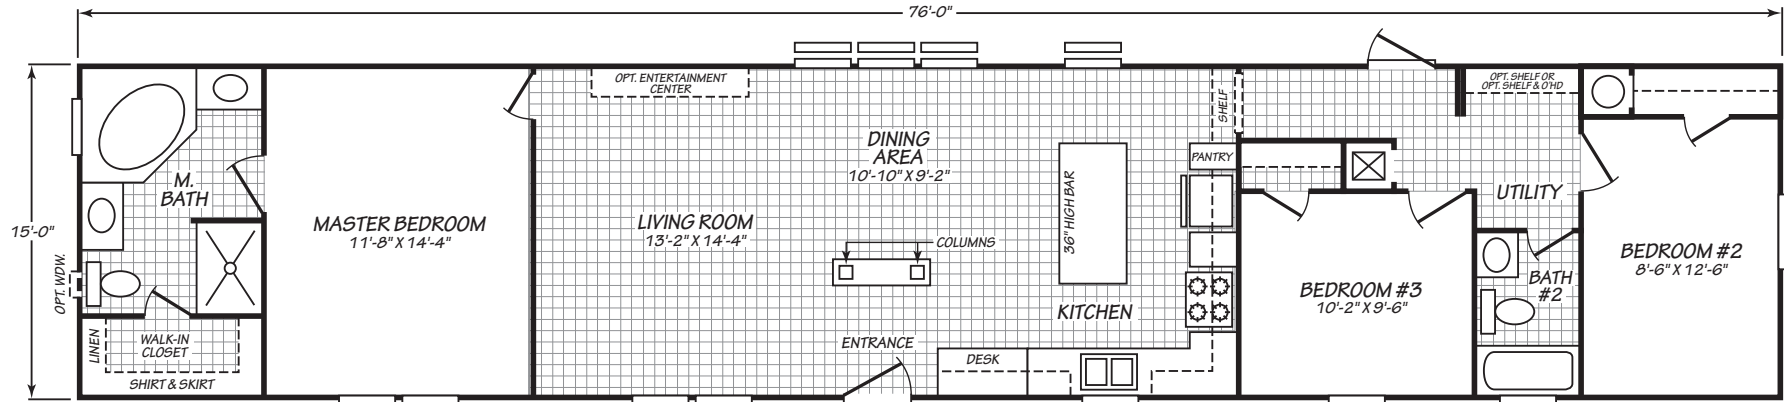 76'-0"
15'-0"
OPT. WDW.
M.
BATH
LINEN
WALK-IN
CLOSET
SHIRT & SKIRT
MASTER BEDROOM
11'-8" X 14'-4"
OPT. ENTERTAINMENT
CENTER
LIVING ROOM
13'-2" X 14'-4"
DINING
AREA
10'-10" X 9'-2"
COLUMNS
ENTRANCE
36" HIGH BAR
KITCHEN
DESK
SHELF
PANTRY
BEDROOM #3
10'-2" X 9'-6"
OPT. SHELF OR
OPT. SHELF & O'HD
UTILITY
BATH
#2
BEDROOM #2
8'-6" X 12'-6"